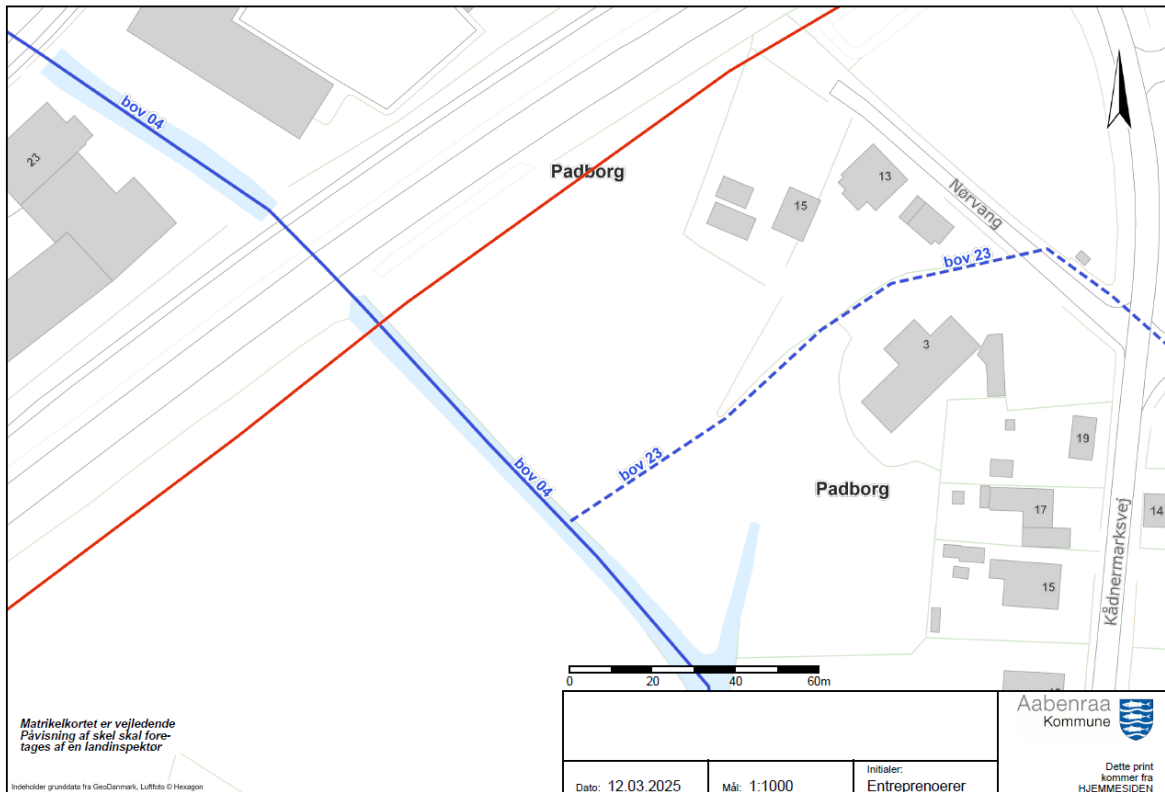 bov 04
23
Padborg
13
15
Nørvang
bov 23
3
bov 23
bov 04
19
Padborg
17
14
15
Kådnermarksvej
0 20 40 60m
Matrikelkortet er vejledende
Påvisning af skel skal fore-
tages af en landinspektør
Indeholder grunddata fra GeoDanmark, Luftfoto © Hexagon
Aabenraa
Kommune
Dato: 12.03.2025
Mål: 1:1000
Initialer:
Entreprenoerer
Dette print
kommer fra
HJEMMESIDEN